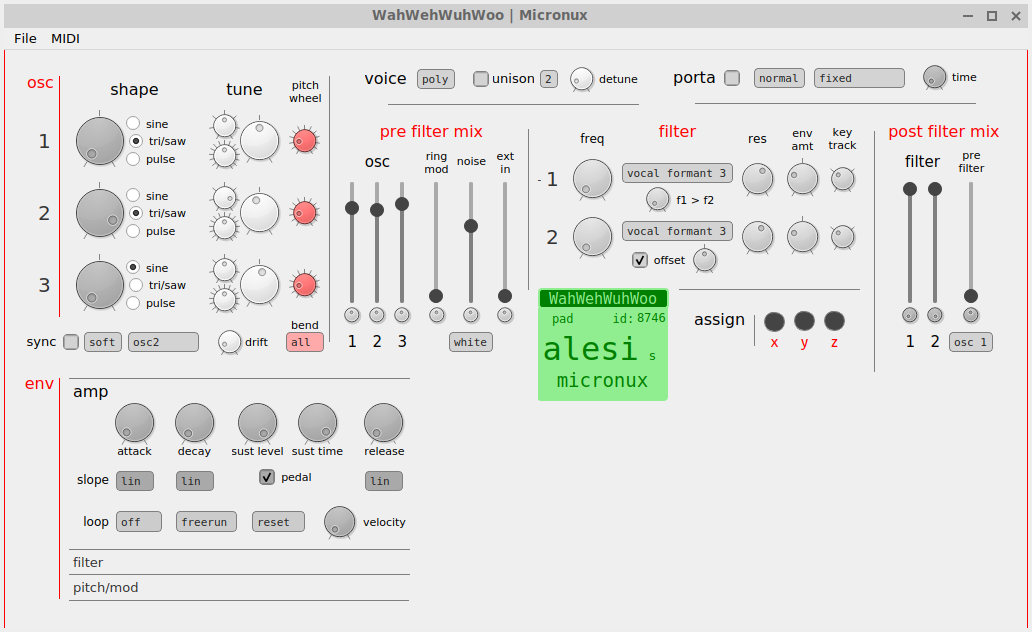 WahWehWuhWoo | Micronux
File MIDI
osc
shape
tune
pitch
wheel
1
sine
tri/saw
pulse
2
sine
tri/saw
pulse
3
sine
tri/saw
pulse
sync
soft
osc2
drift
bend
all
voice
poly
unison
2
detune
porta
normal
fixed
time
pre filter mix
osc
ring
mod
noise
ext
in
1 2 3
white
filter
freq
res
env
amt
key
track
- 1
vocal formant 3
f1 > f2
2
vocal formant 3
offset
WahWehWuhWoo
pad id: 8746
alesi s
micronux
assign
x y z
post filter mix
filter
pre
filter
1 2
osc 1
env
amp
attack decay sust level sust time release
slope
lin
lin
pedal
lin
loop
off
freerun
reset
velocity
filter
pitch/mod